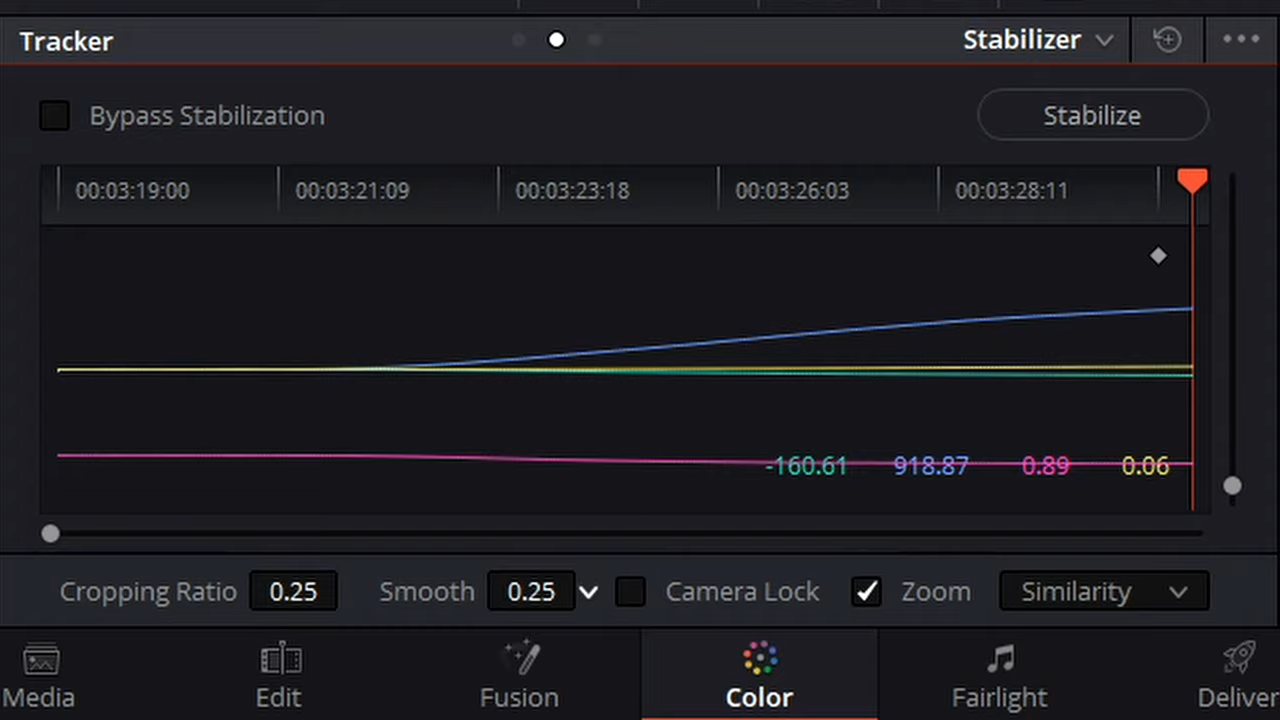 Tracker
Stabilizer
Bypass Stabilization
Stabilize
00:03:19:00 00:03:21:09 00:03:23:18 00:03:26:03 00:03:28:11
-160.61 918.87 0.89 0.06
Cropping Ratio 0.25 Smooth 0.25 Camera Lock Zoom Similarity
Media Edit Fusion Color Fairlight Deliver